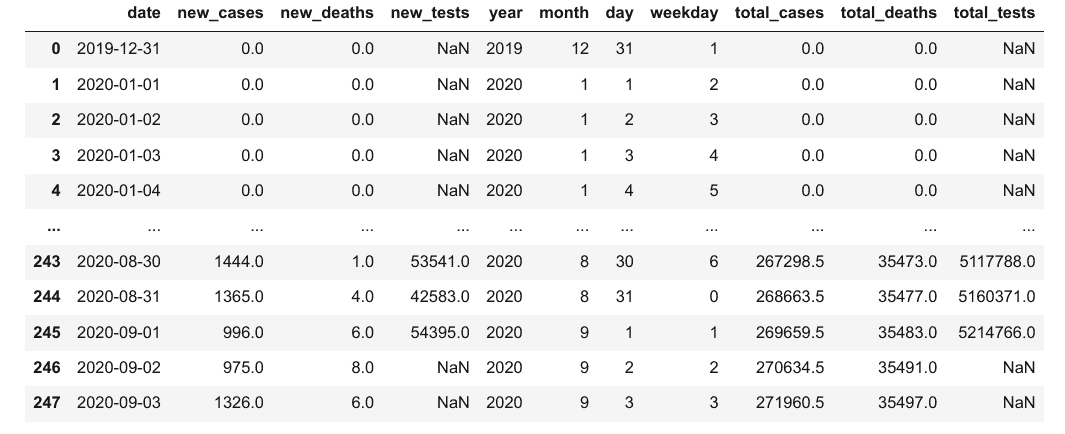 date new_cases new_deaths new_tests year month day weekday total_cases total_deaths total_tests
0 2019-12-31 0.0 0.0 NaN 2019 12 31 1 0.0 0.0 NaN
1 2020-01-01 0.0 0.0 NaN 2020 1 1 2 0.0 0.0 NaN
2 2020-01-02 0.0 0.0 NaN 2020 1 2 3 0.0 0.0 NaN
3 2020-01-03 0.0 0.0 NaN 2020 1 3 4 0.0 0.0 NaN
4 2020-01-04 0.0 0.0 NaN 2020 1 4 5 0.0 0.0 NaN
... ... ... ... ... ... ... ... ... ... ... ...
243 2020-08-30 1444.0 1.0 53541.0 2020 8 30 6 267298.5 35473.0 5117788.0
244 2020-08-31 1365.0 4.0 42583.0 2020 8 31 0 268663.5 35477.0 5160371.0
245 2020-09-01 996.0 6.0 54395.0 2020 9 1 1 269659.5 35483.0 5214766.0
246 2020-09-02 975.0 8.0 NaN 2020 9 2 2 270634.5 35491.0 NaN
247 2020-09-03 1326.0 6.0 NaN 2020 9 3 3 271960.5 35497.0 NaN